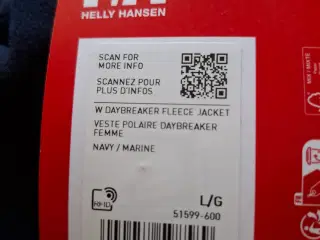 HELLY HANSEN
SCAN FOR
MORE INFO
SCANNEZ POUR
PLUS D'INFOS
W DAYBREAKER FLEECE JACKET
VESTE POLAIRE DAYBREAKER
FEMME
NAVY / MARINE
RFID
L/G
51599-600